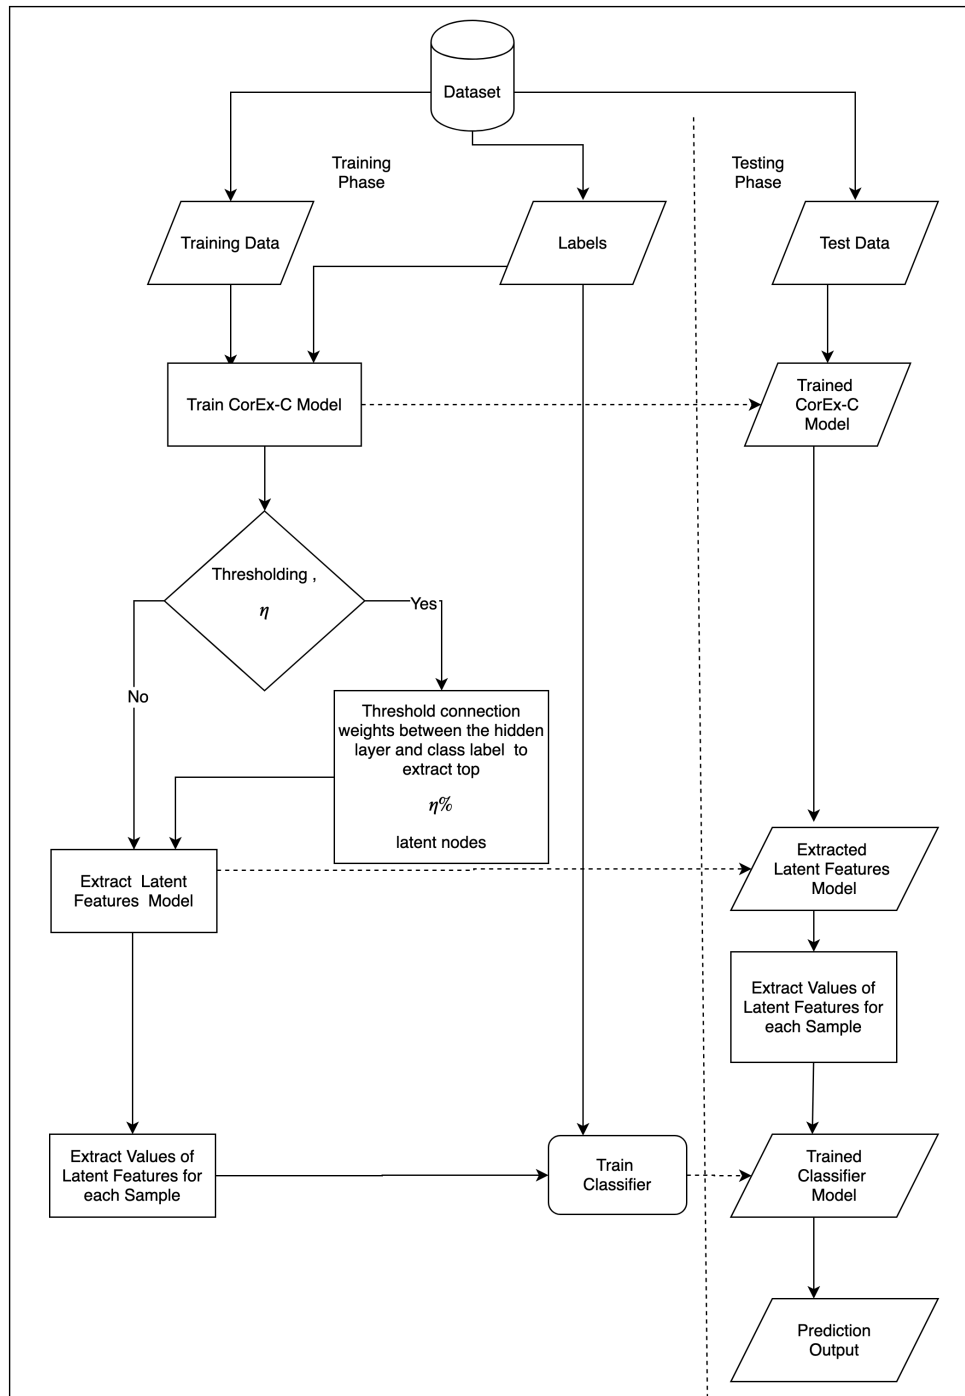 Dataset
Training
Phase
Testing
Phase
Training Data
Labels
Test Data
Train CorEx-C Model
Trained
CorEx-C
Model
Thresholding ,
η
Yes
No
Threshold connection
weights between the hidden
layer and class label to
extract top
η%
latent nodes
Extract Latent
Features Model
Extracted
Latent Features
Model
Extract Values of
Latent Features for
each Sample
Extract Values of
Latent Features for
each Sample
Train
Classifier
Trained
Classifier
Model
Prediction
Output